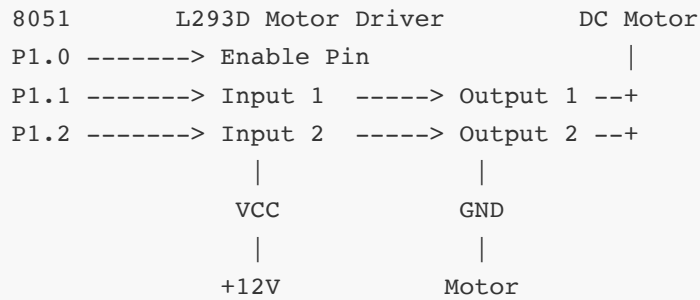 8051       L293D Motor Driver          DC Motor
P1.0 -------> Enable Pin                   |
P1.1 -------> Input 1  -----> Output 1 --+
P1.2 -------> Input 2  -----> Output 2 --+
                |              |
               VCC            GND
                |              |
              +12V           Motor